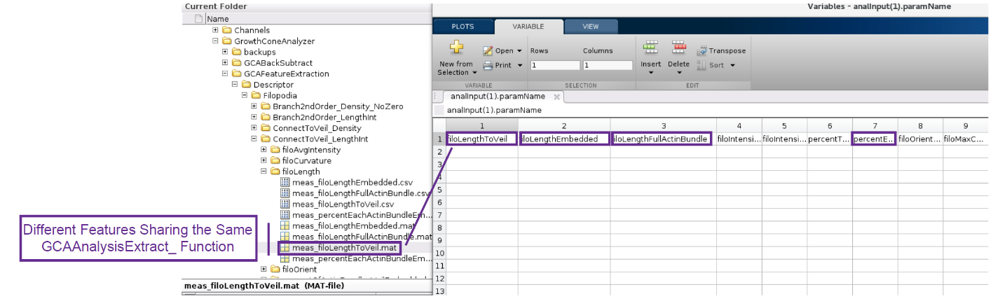 Current Folder
Name
Channels
GrowthConeAnalyzer
backups
GCABackSubtract
GCAFeatureExtraction
Descriptor
Filopodia
Branch2ndOrder_Density_NoZero
Branch2ndOrder_LengthInt
ConnectToVeil_Density
ConnectToVeil_LengthInt
filoAvgIntensity
filoCurvature
filoLength
meas_filoLengthEmbedded.csv
meas_filoLengthFullActinBundle.csv
meas_filoLengthToVeil.csv
meas_percentEachActinBundleEm...
meas_filoLengthEmbedded.mat
meas_filoLengthFullActinBundle.mat
meas_filoLengthToVeil.mat
meas_percentEachActinBundleEm...
filoOrient
meas_filoLengthToVeil.mat (MAT-file)
Different Features Sharing the Same
GCAAnalysisExtract_ Function
Variables - analInput(1).paramName
PLOTS VARIABLE VIEW
New from Selection Open Print Rows Columns 1 1 Insert Delete Transpose Sort
VARIABLE SELECTION EDIT
analInput(1).paramName
analInput(1).paramName
1 2 3 4 5 6 7 8 9
1 filoLengthToVeil filoLengthEmbedded filoLengthFullActinBundle filoIntensi... filoIntensi... percentT... percentE... filoOrient... filoMaxC...
2
3
4
5
6
7
8
9
10
11
12
13